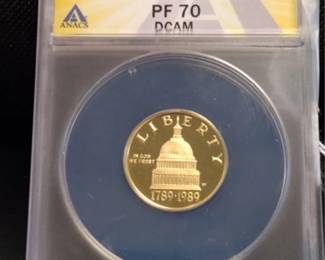 ANACS
PF 70
DCAM
LIBERTY
IN GOD
WE TRUST
1789·1989